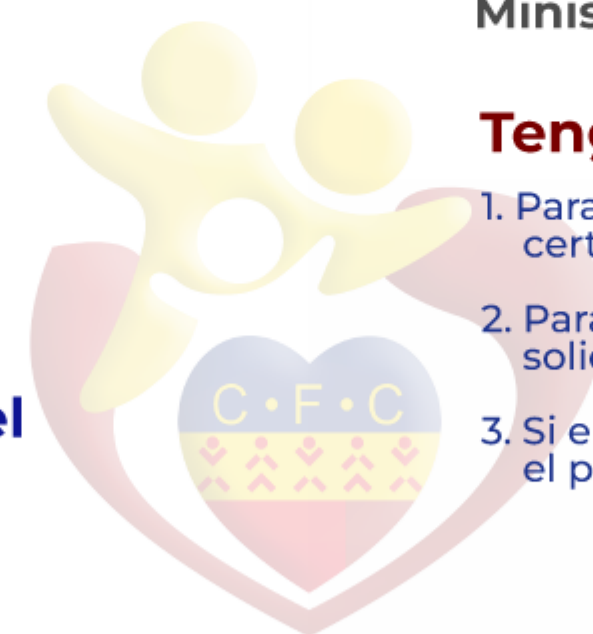 Minis
Teng
1. Para
cert
2. Para
solic
el
C•F•C
3. Si e
el p